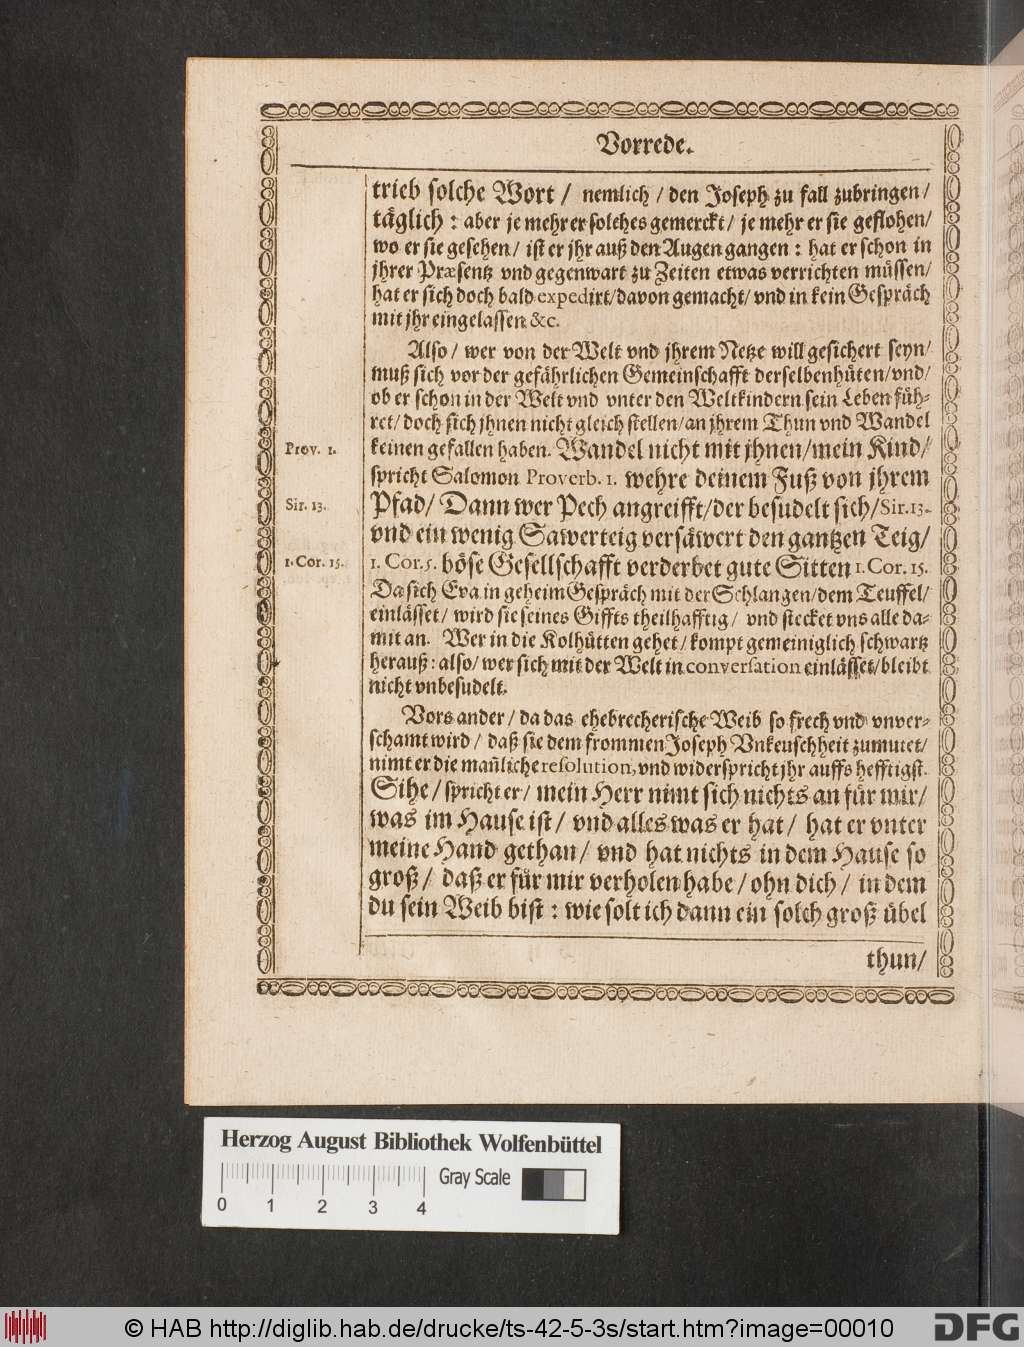 Vorrede.
trieb solche Wort / nemlich / den Joseph zu fall zubringen /
täglich : aber je mehr er solches gemerckt / je mehr er sie geflohen /
wo er sie gesehen / ist er jhr auß den Augen gangen : hat er schon in
jhrer Præsentz vnd gegenwart zu Zeiten etwas verrichten müssen /
hat er sich doch bald expedirt / davon gemacht / vnd in kein Gespräch
mit jhr eingelassen &c.
Also / wer von der Welt vnd jhrem Netze will gesichert seyn /
muß sich vor der gefährlichen Gemeinschafft derselben hüten / vnd /
ob er schon in der Welt vnd vnter den Weltkindern sein Leben füh-
ret / doch sich jhnen nicht gleich stellen / an jhrem Thun vnd Wandel
Prov. 1.
keinen gefallen haben. Wandel nicht mit jhnen / mein Kind /
spricht Salomon Proverb. 1. wehre deinem Fuß von jhrem
Sir. 13.
Pfad / Dann wer Pech angreifft / der besudelt sich / Sir. 13.
vnd ein wenig Sawerteig versäwert den gantzen Teig /
1. Cor. 15.
1. Cor. 5. böse Gesellschafft verderbet gute Sitten 1. Cor. 15.
Da sich Eva in geheim Gespräch mit der Schlangen / dem Teuffel /
einlässet / wird sie seines Giffts theilhafftig / vnd stecket vns alle da-
mit an. Wer in die Kolhütten gehet / kompt gemeiniglich schwartz
herauß : also / wer sich mit der Welt in conversation einlässet / bleibt
nicht vnbesudelt.
Vors ander / da das ehebrecherische Weib so frech vnd vnver-
schamt wird / daß sie dem frommen Joseph Vnkeuschheit zumutet /
nimt er die mañliche resolution, vnd widerspricht jhr auffs hefftigst.
Sihe / spricht er / mein Herr nimt sich nichts an für mir /
was im Hause ist / vnd alles was er hat / hat er vnter
meine Hand gethan / vnd hat nichts in dem Hause so
groß / daß er für mir verholen habe / ohn dich / in dem
du sein Weib bist : wie solt ich dann ein solch groß übel
thun /
Herzog August Bibliothek Wolfenbüttel
Gray Scale
0 1 2 3 4
© HAB http://diglib.hab.de/drucke/ts-42-5-3s/start.htm?image=00010
DFG